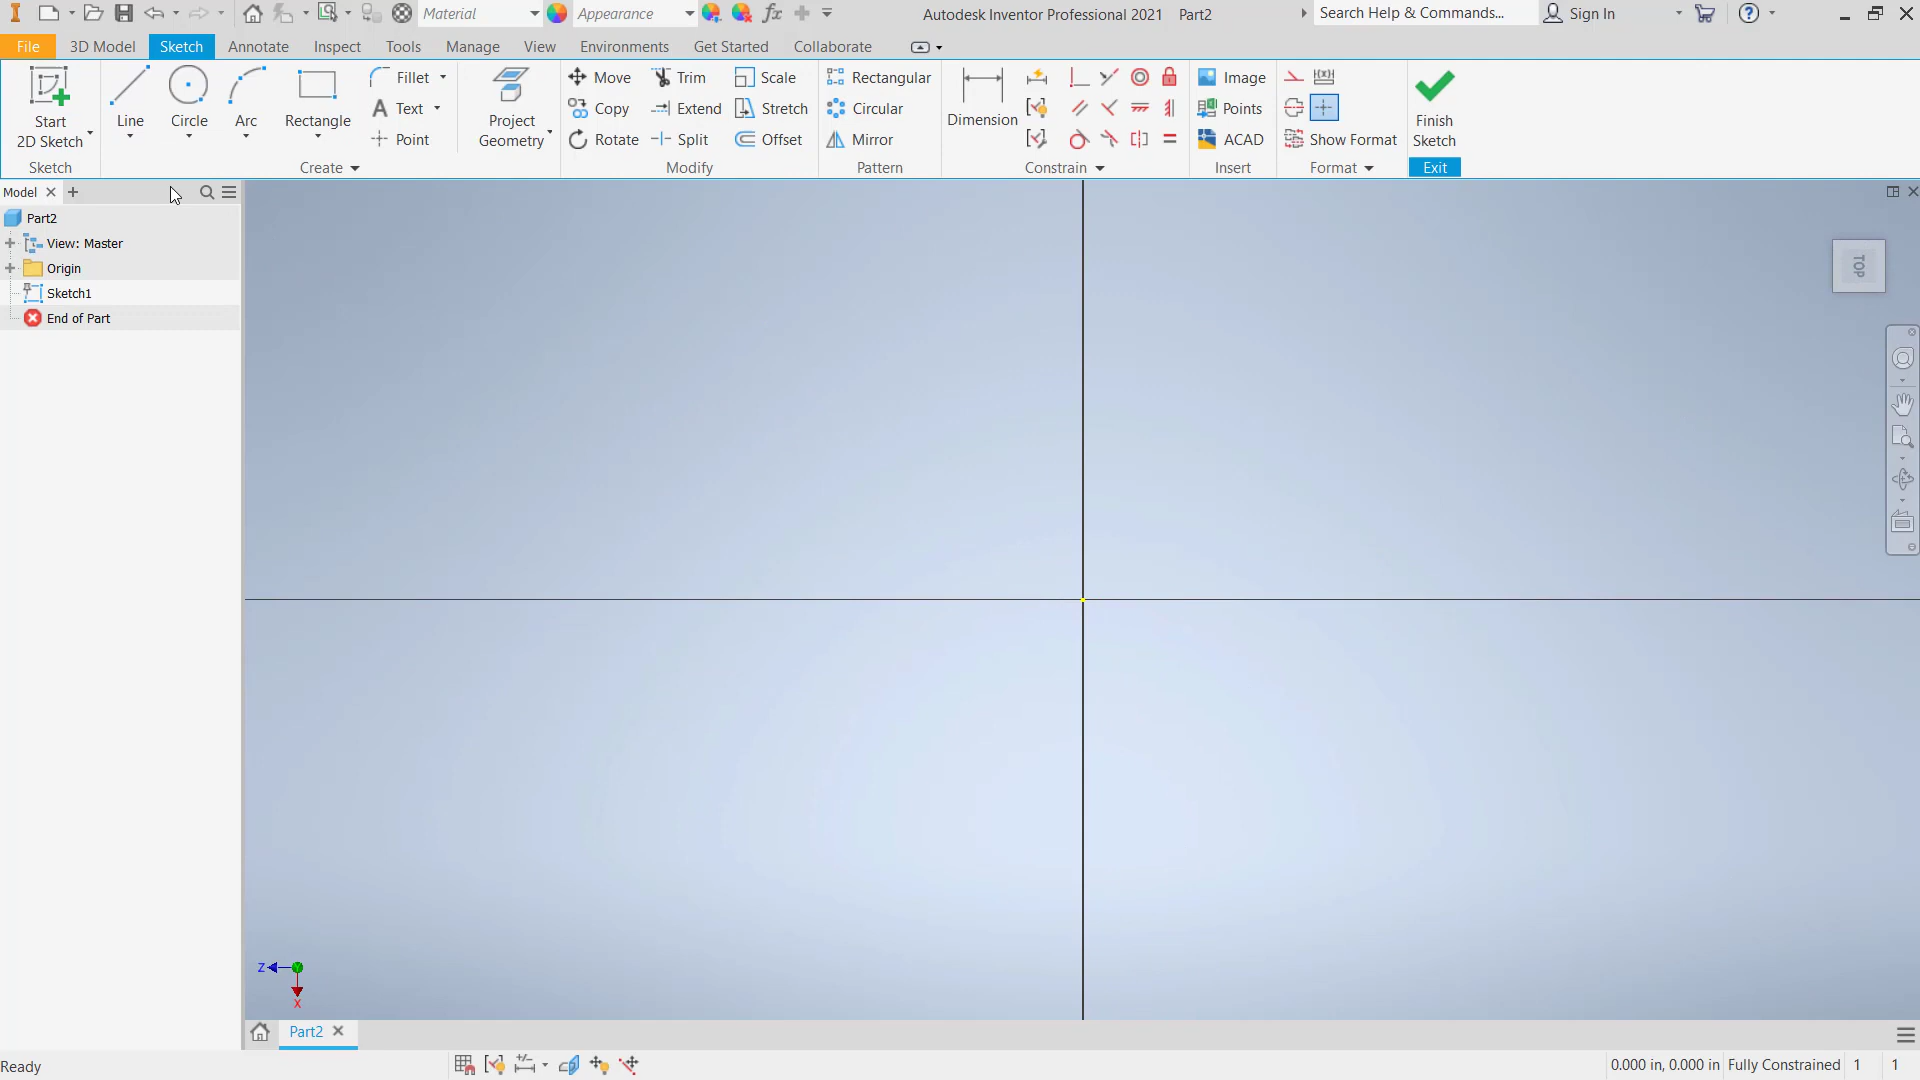 Material
Appearance
Autodesk Inventor Professional 2021 Part2
Search Help & Commands...
Sign In
File
3D Model
Sketch
Annotate
Inspect
Tools
Manage
View
Environments
Get Started
Collaborate
Start
2D Sketch
Line
Circle
Arc
Rectangle
Fillet
Text
Point
Project
Geometry
Move
Copy
Rotate
Trim
Extend
Split
Scale
Stretch
Offset
Rectangular
Circular
Mirror
Dimension
Image
Points
ACAD
Show Format
Finish
Sketch
Sketch
Create
Modify
Pattern
Constrain
Insert
Format
Exit
Model
Part2
View: Master
Origin
Sketch1
End of Part
TOP
Z
X
Part2
Ready
0.000 in, 0.000 in
Fully Constrained
1
1